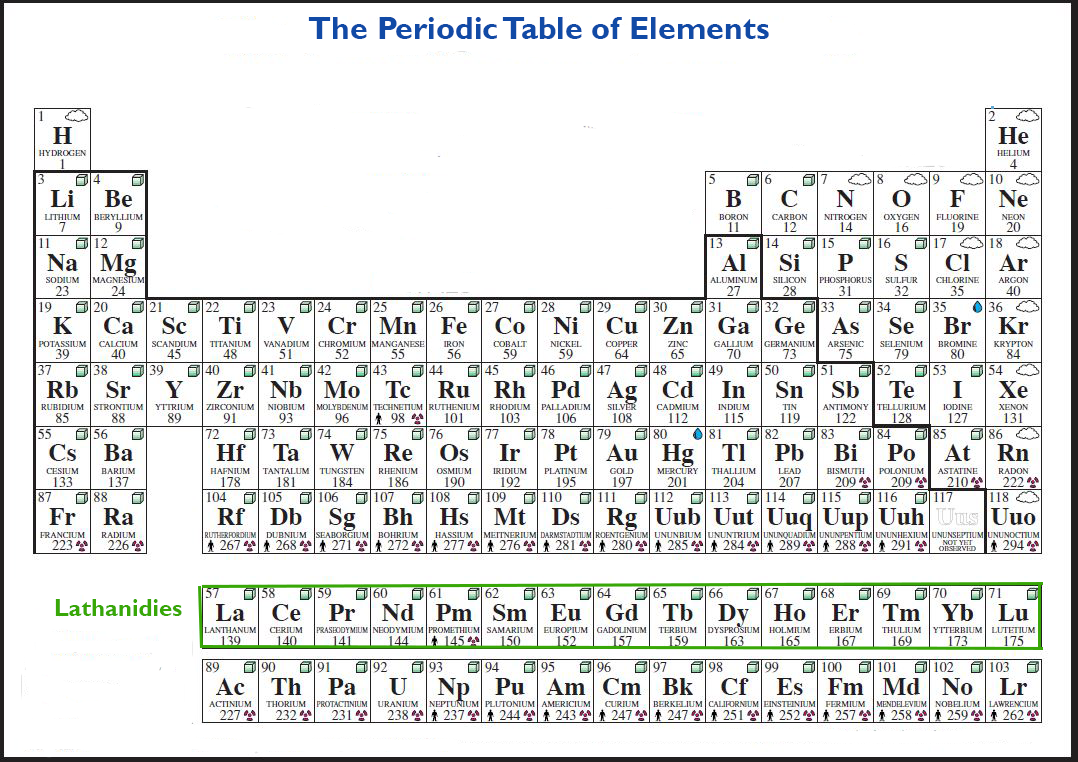 The Periodic Table of Elements
1 2
H He
HYDROGEN HELIUM
1 4
3 4 5 6 7 8 9 10
Li Be B C N O F Ne
LITHIUM BERYLLIUM BORON CARBON NITROGEN OXYGEN FLUORINE NEON
7 9 11 12 14 16 19 20
11 12 13 14 15 16 17 18
Na Mg Al Si P S Cl Ar
SODIUM MAGNESIUM ALUMINUM SILICON PHOSPHORUS SULFUR CHLORINE ARGON
23 24 27 28 31 32 35 40
19 20 21 22 23 24 25 26 27 28 29 30 31 32 33 34 35 36
K Ca Sc Ti V Cr Mn Fe Co Ni Cu Zn Ga Ge As Se Br Kr
POTASSIUM CALCIUM SCANDIUM TITANIUM VANADIUM CHROMIUM MANGANESE IRON COBALT NICKEL COPPER ZINC GALLIUM GERMANIUM ARSENIC SELENIUM BROMINE KRYPTON
39 40 45 48 51 52 55 56 59 59 64 65 70 73 75 79 80 84
37 38 39 40 41 42 43 44 45 46 47 48 49 50 51 52 53 54
Rb Sr Y Zr Nb Mo Tc Ru Rh Pd Ag Cd In Sn Sb Te I Xe
RUBIDIUM STRONTIUM YTTRIUM ZIRCONIUM NIOBIUM MOLYBDENUM TECHNETIUM RUTHENIUM RHODIUM PALLADIUM SILVER CADMIUM INDIUM TIN ANTIMONY TELLURIUM IODINE XENON
85 88 89 91 93 96 98 101 103 106 108 112 115 119 122 128 127 131
55 56 72 73 74 75 76 77 78 79 80 81 82 83 84 85 86
Cs Ba Hf Ta W Re Os Ir Pt Au Hg Tl Pb Bi Po At Rn
CESIUM BARIUM HAFNIUM TANTALUM TUNGSTEN RHENIUM OSMIUM IRIDIUM PLATINUM GOLD MERCURY THALLIUM LEAD BISMUTH POLONIUM ASTATINE RADON
133 137 178 181 184 186 190 192 195 197 201 204 207 209 209 210 222
87 88 104 105 106 107 108 109 110 111 112 113 114 115 116 117 118
Fr Ra Rf Db Sg Bh Hs Mt Ds Rg Uub Uut Uuq Uup Uuh Uus Uuo
FRANCIUM RADIUM RUTHERFORDIUM DUBNIUM SEABORGIUM BOHRIUM HASSIUM MEITNERIUM DARMSTADTIUM ROENTGENIUM UNUNBIUM UNUNTRIUM UNUNQUADIUM UNUNPENTIUM UNUNHEXIUM UNUNSEPTIUM UNUNOCTIUM
223 226 267 268 271 272 277 276 281 280 285 284 289 288 291 NOT YET OBSERVED 294
Lathanidies
57 58 59 60 61 62 63 64 65 66 67 68 69 70 71
La Ce Pr Nd Pm Sm Eu Gd Tb Dy Ho Er Tm Yb Lu
LANTHANUM CERIUM PRASEODYMIUM NEODYMIUM PROMETHIUM SAMARIUM EUROPIUM GADOLINIUM TERBIUM DYSPROSIUM HOLMIUM ERBIUM THULIUM YTTERBIUM LUTETIUM
139 140 141 144 145 150 152 157 159 163 165 167 169 173 175
89 90 91 92 93 94 95 96 97 98 99 100 101 102 103
Ac Th Pa U Np Pu Am Cm Bk Cf Es Fm Md No Lr
ACTINIUM THORIUM PROTACTINIUM URANIUM NEPTUNIUM PLUTONIUM AMERICIUM CURIUM BERKELIUM CALIFORNIUM EINSTEINIUM FERMIUM MENDELEVIUM NOBELIUM LAWRENCIUM
227 232 231 238 237 244 243 247 247 251 252 257 258 259 262